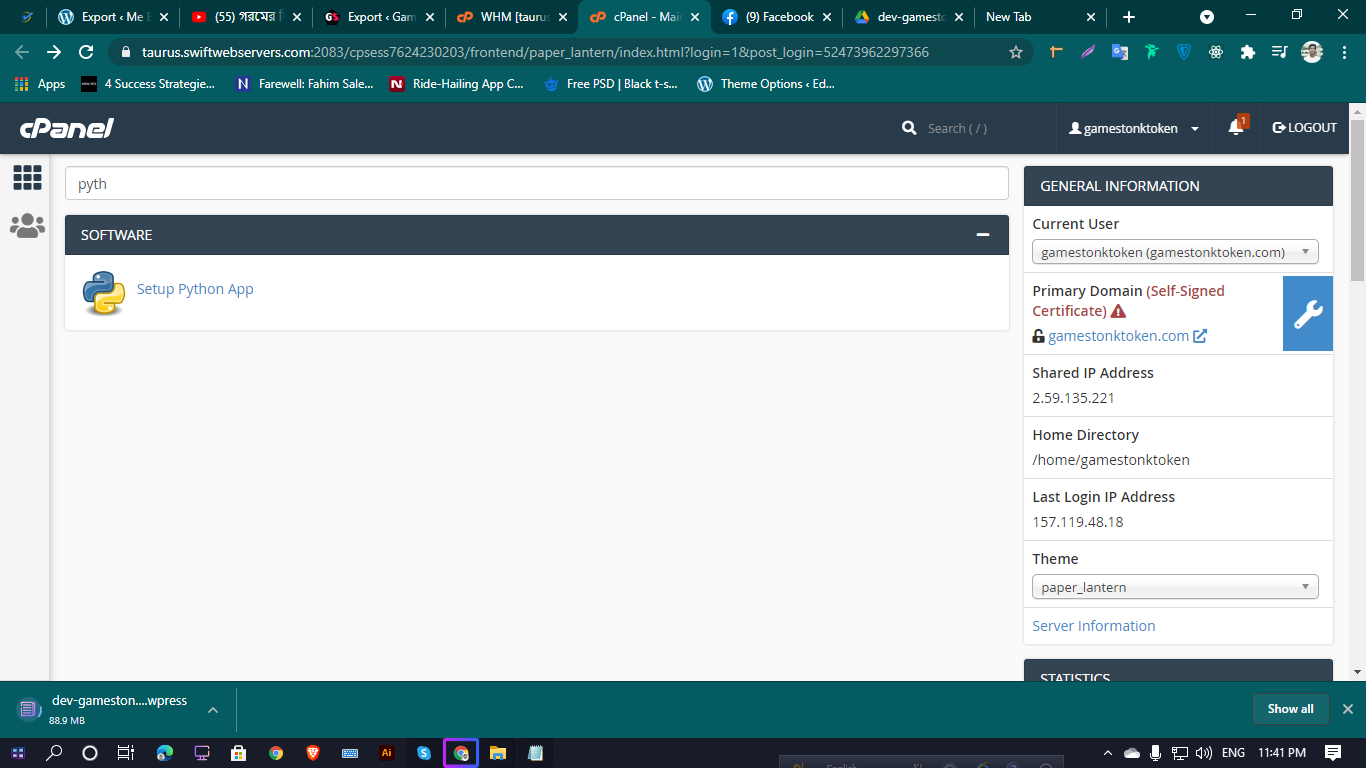 Export ‹ Me E
(55) গরমের
Export ‹ Gam
WHM [taurus
cPanel - Mai
(9) Facebook
dev-gamesto
New Tab
taurus.swiftwebservers.com:2083/cpsess7624230203/frontend/paper_lantern/index.html?login=1&post_login=52473962297366
Apps
4 Success Strategie...
Farewell: Fahim Sale...
Ride-Hailing App C...
Free PSD | Black t-s...
Theme Options ‹ Ed...
cPanel
Search ( / )
gamestonktoken
1
LOGOUT
pyth
SOFTWARE
Setup Python App
GENERAL INFORMATION
Current User
gamestonktoken (gamestonktoken.com)
Primary Domain (Self-Signed
Certificate)
gamestonktoken.com
Shared IP Address
2.59.135.221
Home Directory
/home/gamestonktoken
Last Login IP Address
157.119.48.18
Theme
paper_lantern
Server Information
STATISTICS
dev-gameston....wpress
88.9 MB
Show all
ENG
11:41 PM